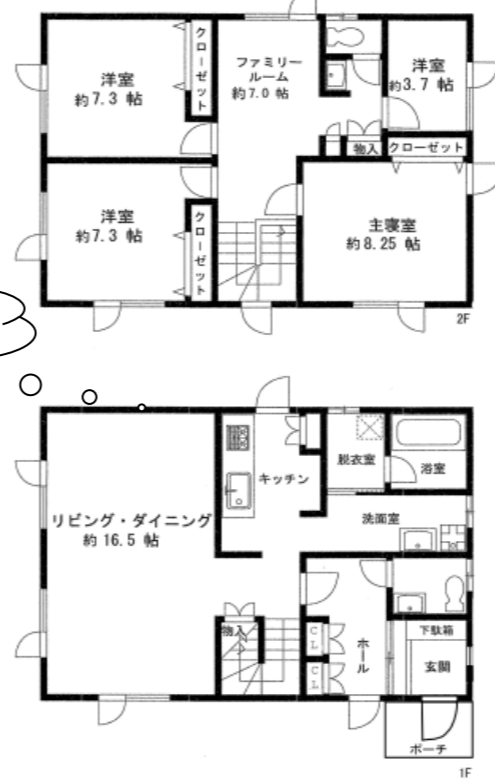 洋室
約7.3 帖
クローゼット
ファミリー
ルーム
約7.0 帖
洋室
約3.7 帖
物入
クローゼット
洋室
約7.3 帖
クローゼット
主寝室
約8.25 帖
2F
キッチン
脱衣室
浴室
リビング・ダイニング
約 16.5 帖
洗面室
物入
CL
CL
ホール
下駄箱
玄関
ポーチ
1F